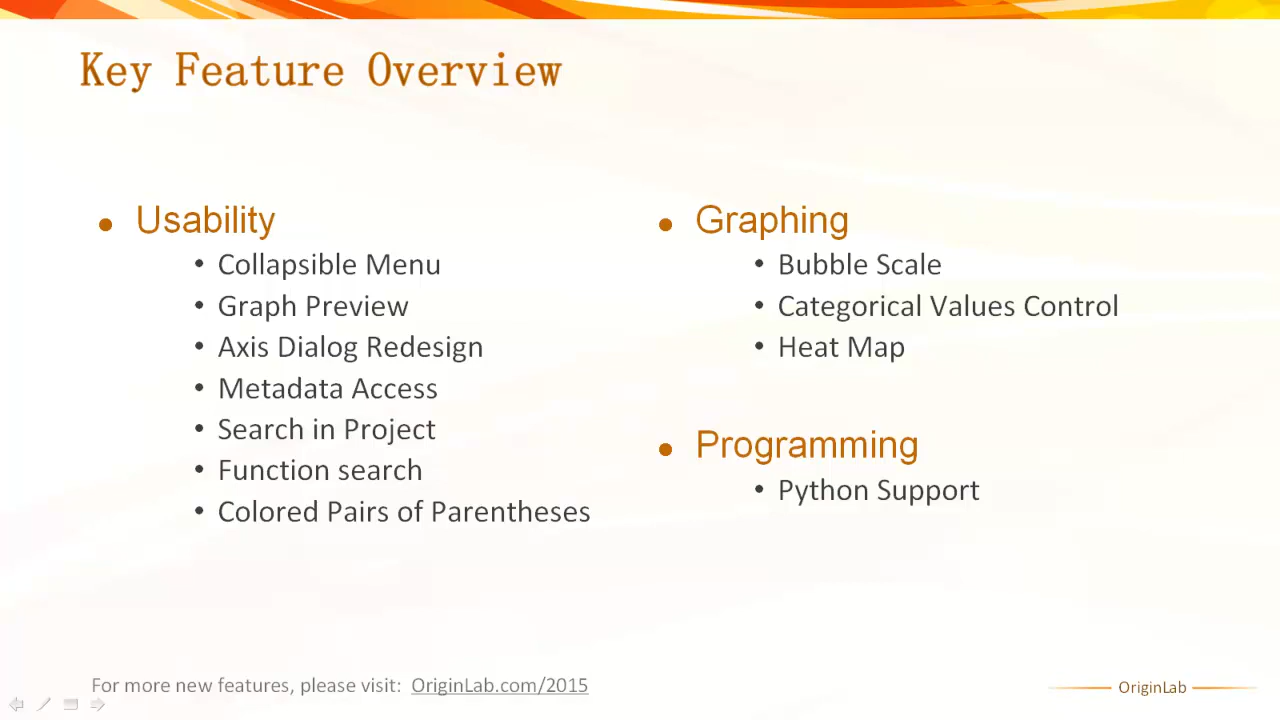 Key Feature Overview
• Usability
• Collapsible Menu
• Graph Preview
• Axis Dialog Redesign
• Metadata Access
• Search in Project
• Function search
• Colored Pairs of Parentheses
• Graphing
• Bubble Scale
• Categorical Values Control
• Heat Map
• Programming
• Python Support
For more new features, please visit: OriginLab.com/2015
OriginLab